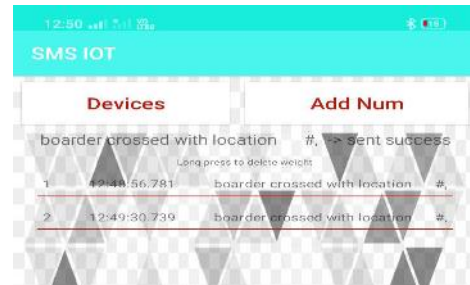 12:50
SMS IOT
Devices Add Num
boarder crossed with location #, -> sent success
Long press to delete weight
1 12:48:56.781 boarder crossed with location #,
2 12:49:30.739 boarder crossed with location #,